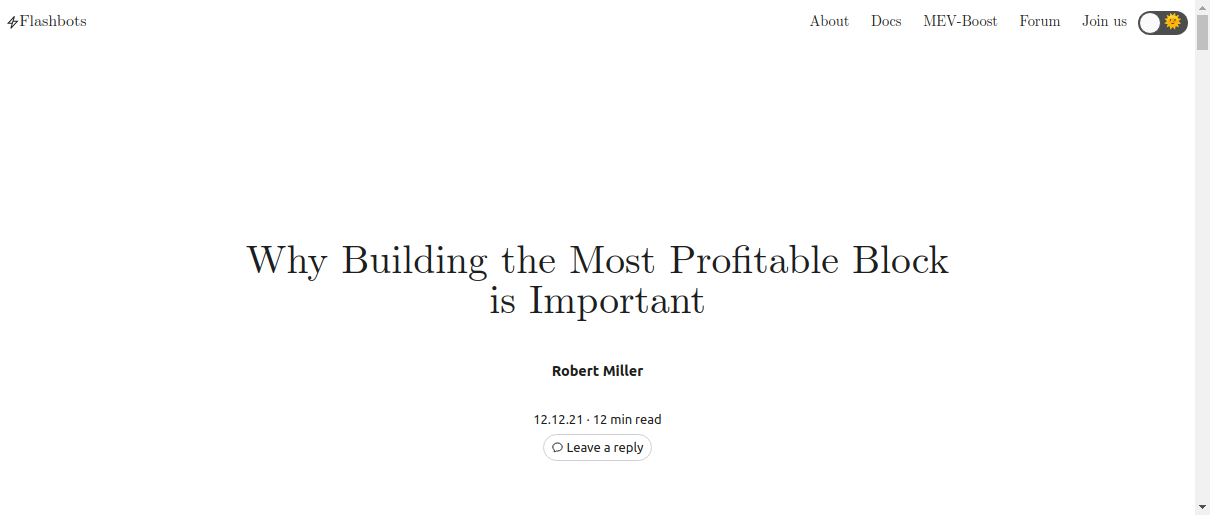 Flashbots
About Docs MEV-Boost Forum Join us
Why Building the Most Profitable Block
is Important
Robert Miller
12.12.21 · 12 min read
Leave a reply